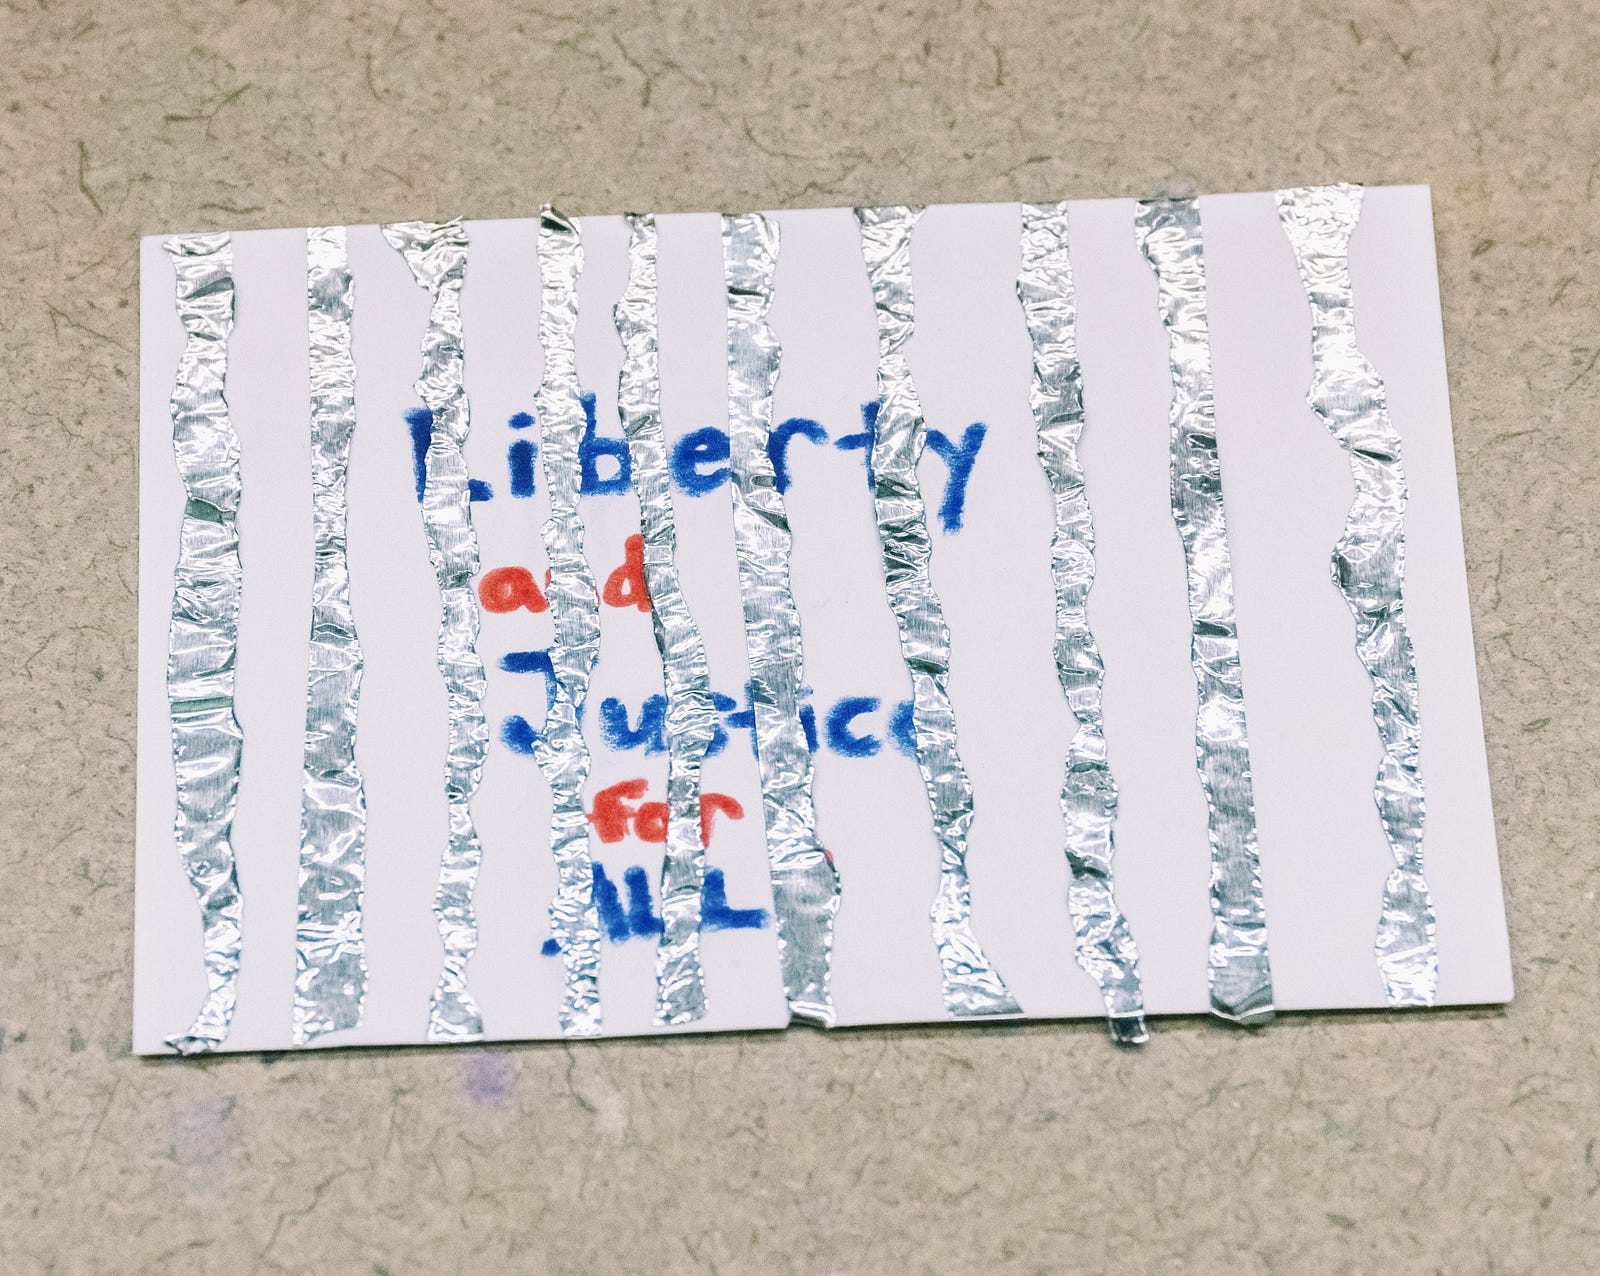 Liberty
and
Justice
for
ALL